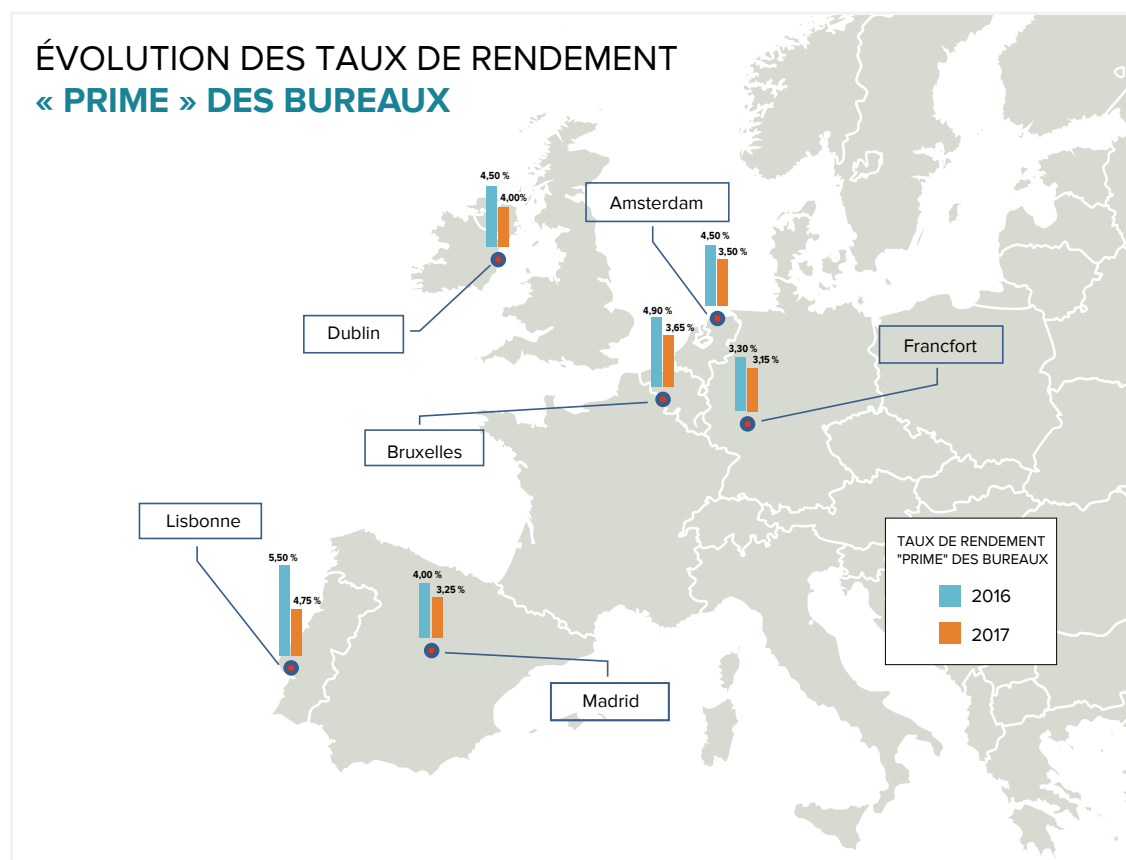 ÉVOLUTION DES TAUX DE RENDEMENT
« PRIME » DES BUREAUX
4,50 %
4,00%
Dublin
Amsterdam
4,50 %
3,50 %
4,90 %
3,65 %
Bruxelles
3,30 %
3,15 %
Francfort
Lisbonne
5,50 %
4,75 %
4,00 %
3,25 %
Madrid
TAUX DE RENDEMENT
"PRIME" DES BUREAUX
2016
2017